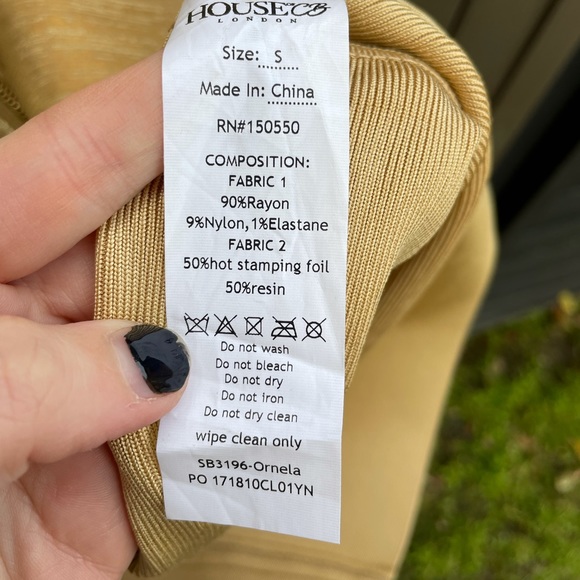 HOUSE OF CB
LONDON
Size: S
Made In: China
RN#150550
COMPOSITION:
FABRIC 1
90%Rayon
9%Nylon,1%Elastane
FABRIC 2
50%hot stamping foil
50%resin
Do not wash
Do not bleach
Do not dry
Do not iron
Do not dry clean
wipe clean only
SB3196-Ornela
PO 171810CL01YN